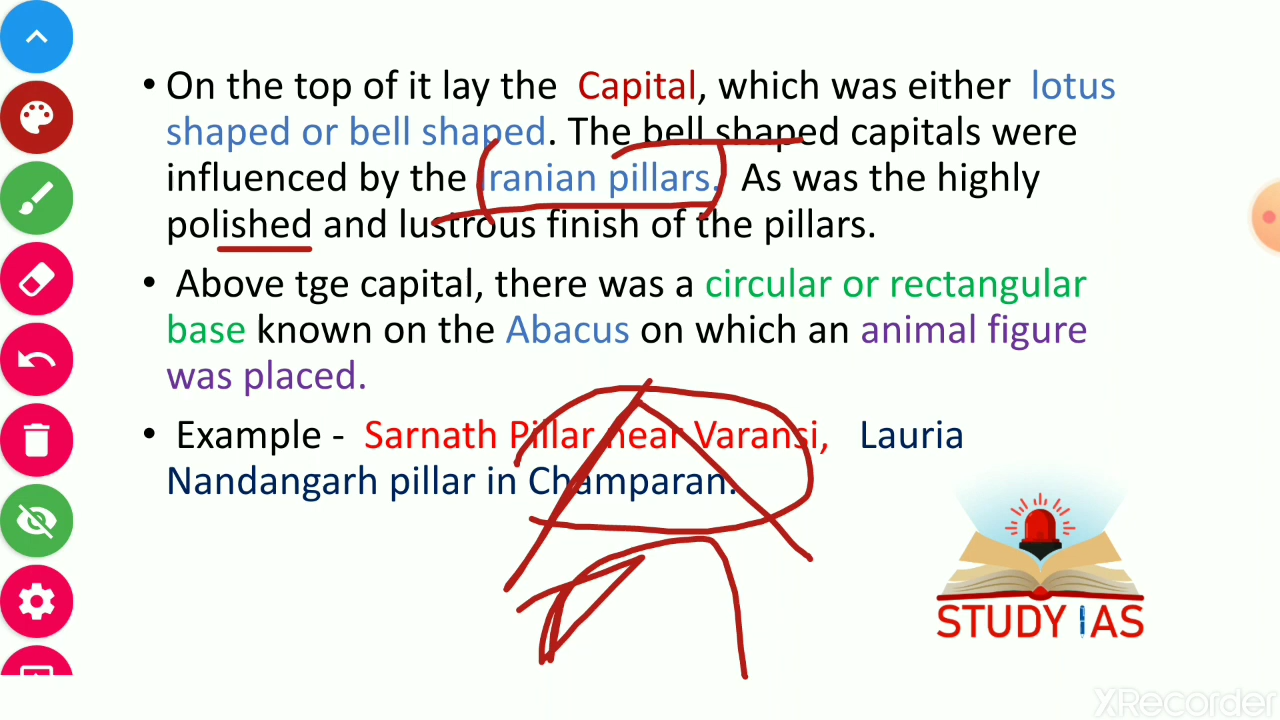 • On the top of it lay the Capital, which was either lotus
shaped or bell shaped. The bell shaped capitals were
influenced by the Iranian pillars. As was the highly
polished and lustrous finish of the pillars.
• Above tge capital, there was a circular or rectangular
base known on the Abacus on which an animal figure
was placed.
• Example - Sarnath Pillar near Varansi, Lauria
Nandangarh pillar in Champaran.
STUDY IAS
XRecorder